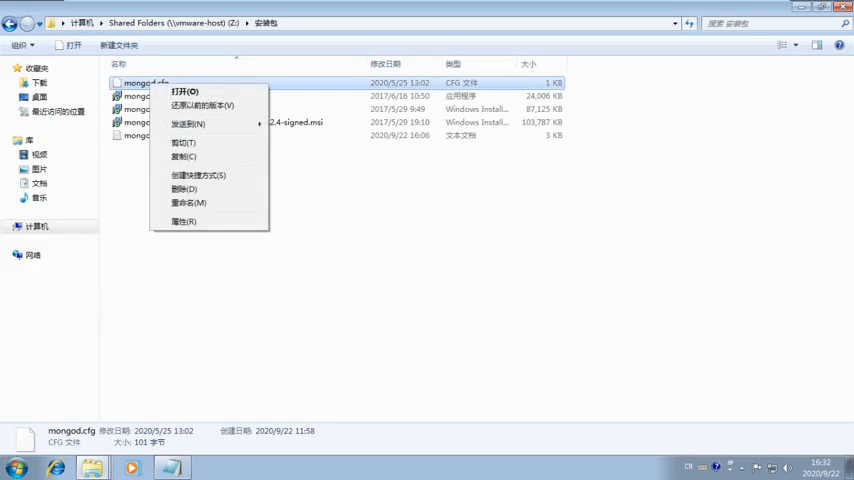 计算机 ▸ Shared Folders (\\vmware-host) (Z:) ▸ 安装包
搜索 安装包
组织 打开 新建文件夹
名称 修改日期 类型 大小
收藏夹
下载
桌面
最近访问的位置
库
视频
图片
文档
音乐
计算机
网络
mongod.cfg 2020/5/25 13:02 CFG 文件 1 KB
mongo 2017/6/16 10:50 应用程序 24,006 KB
mongo 2017/5/29 9:49 Windows Install... 87,125 KB
mongo 2.4-signed.msi 2017/5/29 19:10 Windows Install... 103,787 KB
mongo 2020/9/22 16:06 文本文档 3 KB
打开(O)
还原以前的版本(V)
发送到(N)
剪切(T)
复制(C)
创建快捷方式(S)
删除(D)
重命名(M)
属性(R)
mongod.cfg 修改日期: 2020/5/25 13:02 创建日期: 2020/9/22 11:58
CFG 文件 大小: 101 字节
CH
16:32
2020/9/22